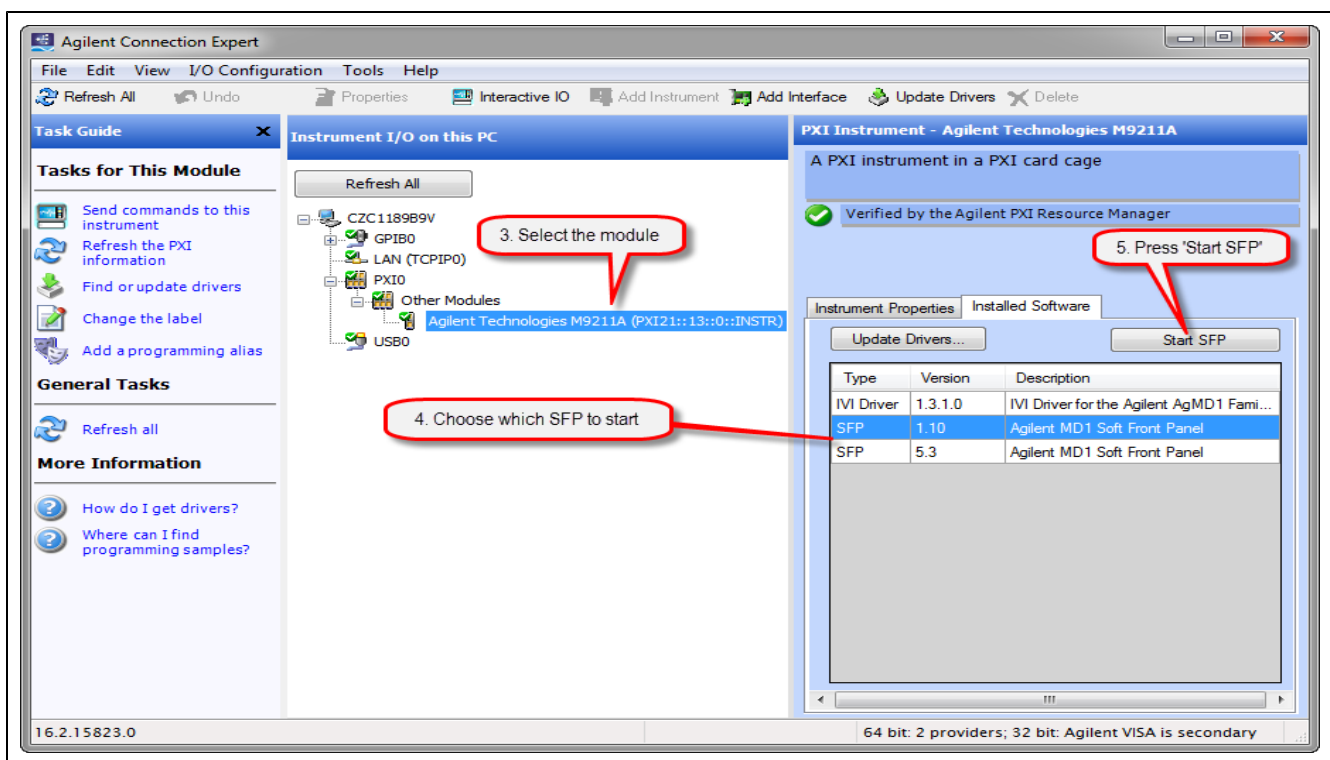 Agilent Connection Expert
File Edit View I/O Configuration Tools Help
Refresh All Undo Properties Interactive IO Add Instrument Add Interface Update Drivers Delete
Task Guide
Tasks for This Module
Send commands to this
instrument
Refresh the PXI
information
Find or update drivers
Change the label
Add a programming alias
General Tasks
Refresh all
More Information
How do I get drivers?
Where can I find
programming samples?
Instrument I/O on this PC
Refresh All
CZC1189B9V
GPIB0
LAN (TCPIP0)
PXI0
Other Modules
Agilent Technologies M9211A (PXI21::13::0::INSTR)
USB0
3. Select the module
4. Choose which SFP to start
PXI Instrument - Agilent Technologies M9211A
A PXI instrument in a PXI card cage
Verified by the Agilent PXI Resource Manager
5. Press 'Start SFP'
Instrument Properties Installed Software
Update Drivers... Start SFP
Type Version Description
IVI Driver 1.3.1.0 IVI Driver for the Agilent AgMD1 Fami...
SFP 1.10 Agilent MD1 Soft Front Panel
SFP 5.3 Agilent MD1 Soft Front Panel
16.2.15823.0
64 bit: 2 providers; 32 bit: Agilent VISA is secondary